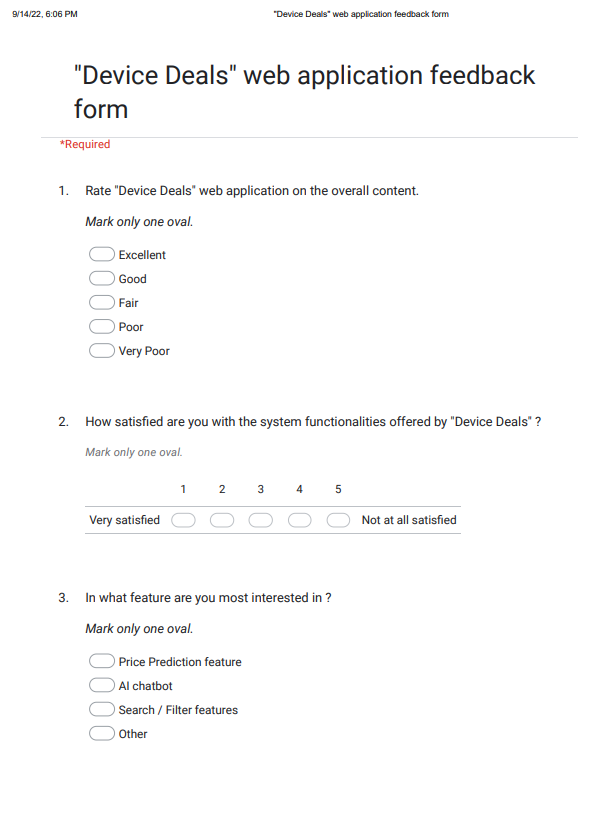 9/14/22, 6:06 PM "Device Deals" web application feedback form
"Device Deals" web application feedback
form
*Required
1. Rate "Device Deals" web application on the overall content.
Mark only one oval.
Excellent
Good
Fair
Poor
Very Poor
2. How satisfied are you with the system functionalities offered by "Device Deals" ?
Mark only one oval.
1 2 3 4 5
Very satisfied Not at all satisfied
3. In what feature are you most interested in ?
Mark only one oval.
Price Prediction feature
AI chatbot
Search / Filter features
Other